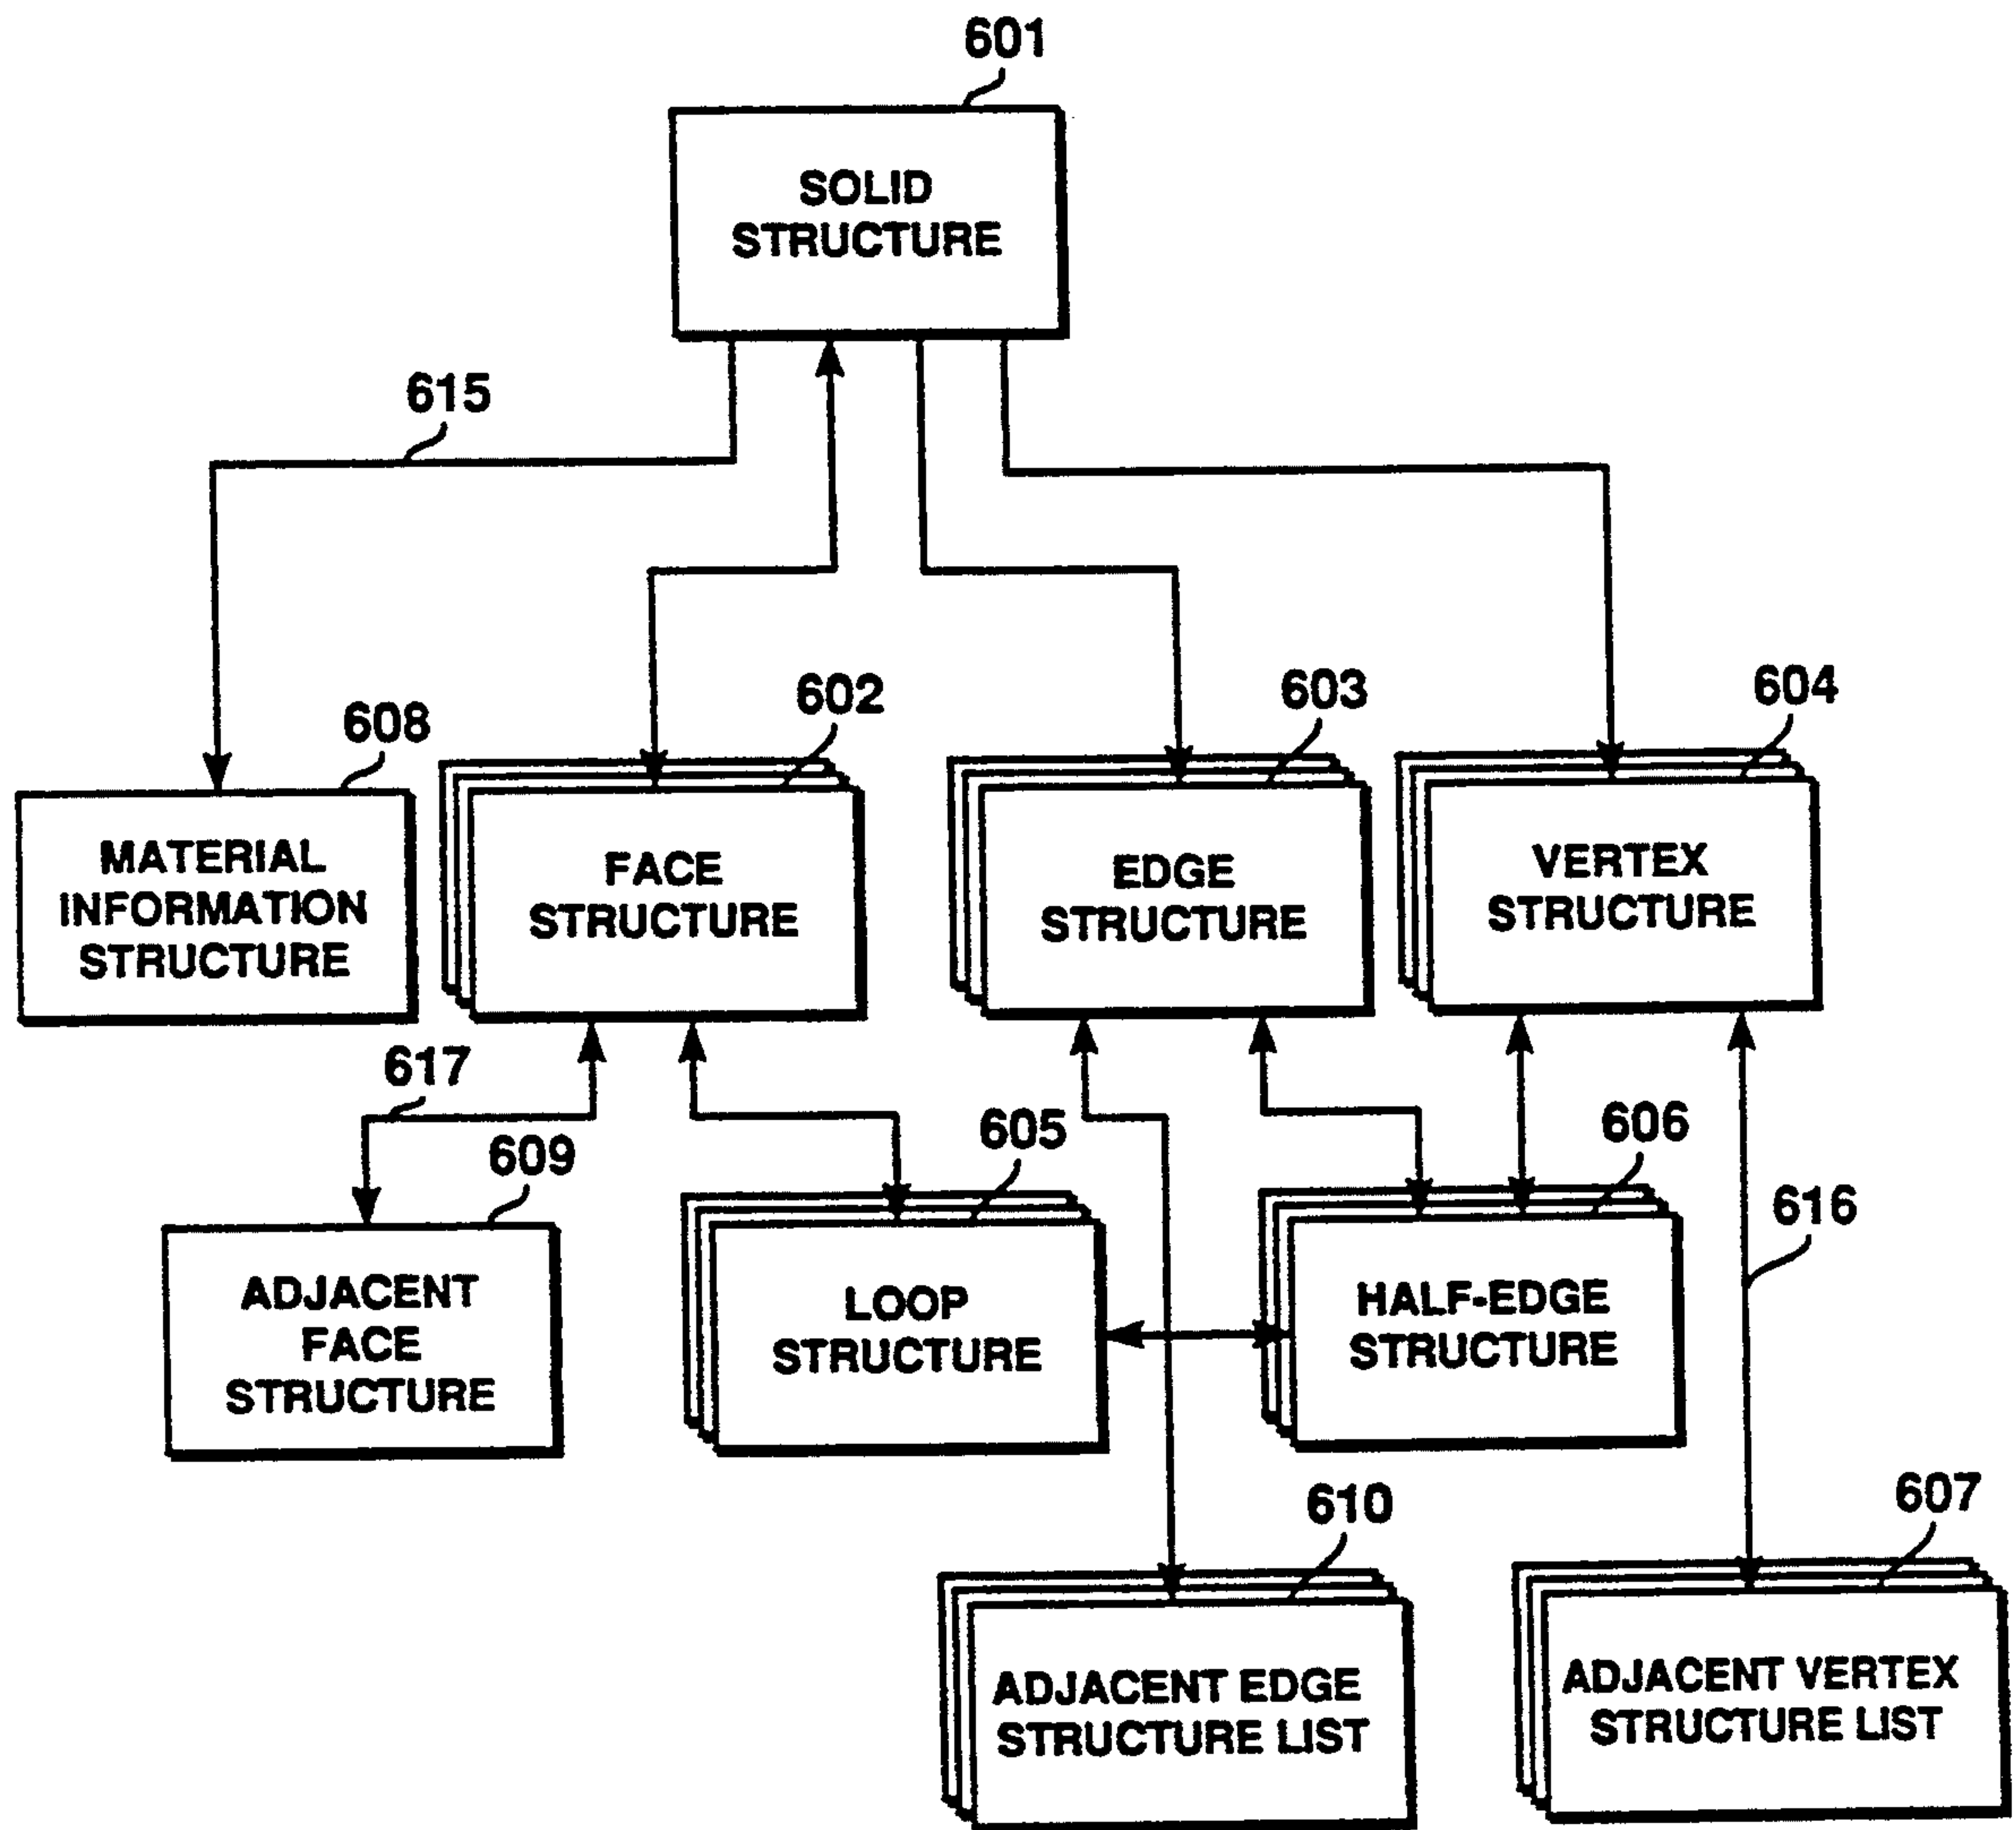 601
SOLID
STRUCTURE
615
608
602
603
604
MATERIAL
INFORMATION
STRUCTURE
FACE
STRUCTURE
EDGE
STRUCTURE
VERTEX
STRUCTURE
617
609
605
606
616
ADJACENT
FACE
STRUCTURE
LOOP
STRUCTURE
HALF-EDGE
STRUCTURE
610
607
ADJACENT EDGE
STRUCTURE LIST
ADJACENT VERTEX
STRUCTURE LIST